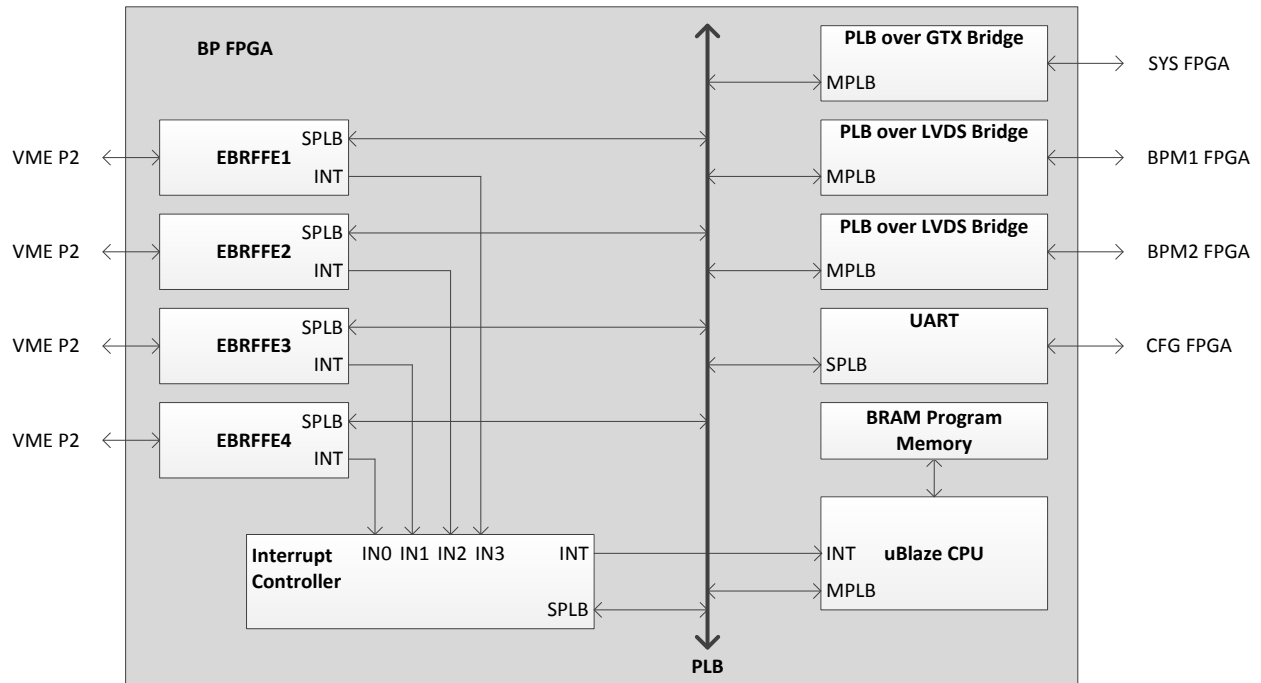 BP FPGA
VME P2
EBRFFE1
SPLB
INT
VME P2
EBRFFE2
SPLB
INT
VME P2
EBRFFE3
SPLB
INT
VME P2
EBRFFE4
SPLB
INT
Interrupt
Controller
IN0 IN1 IN2 IN3
INT
SPLB
PLB
PLB over GTX Bridge
MPLB
SYS FPGA
PLB over LVDS Bridge
MPLB
BPM1 FPGA
PLB over LVDS Bridge
MPLB
BPM2 FPGA
UART
SPLB
CFG FPGA
BRAM Program
Memory
uBlaze CPU
INT
MPLB